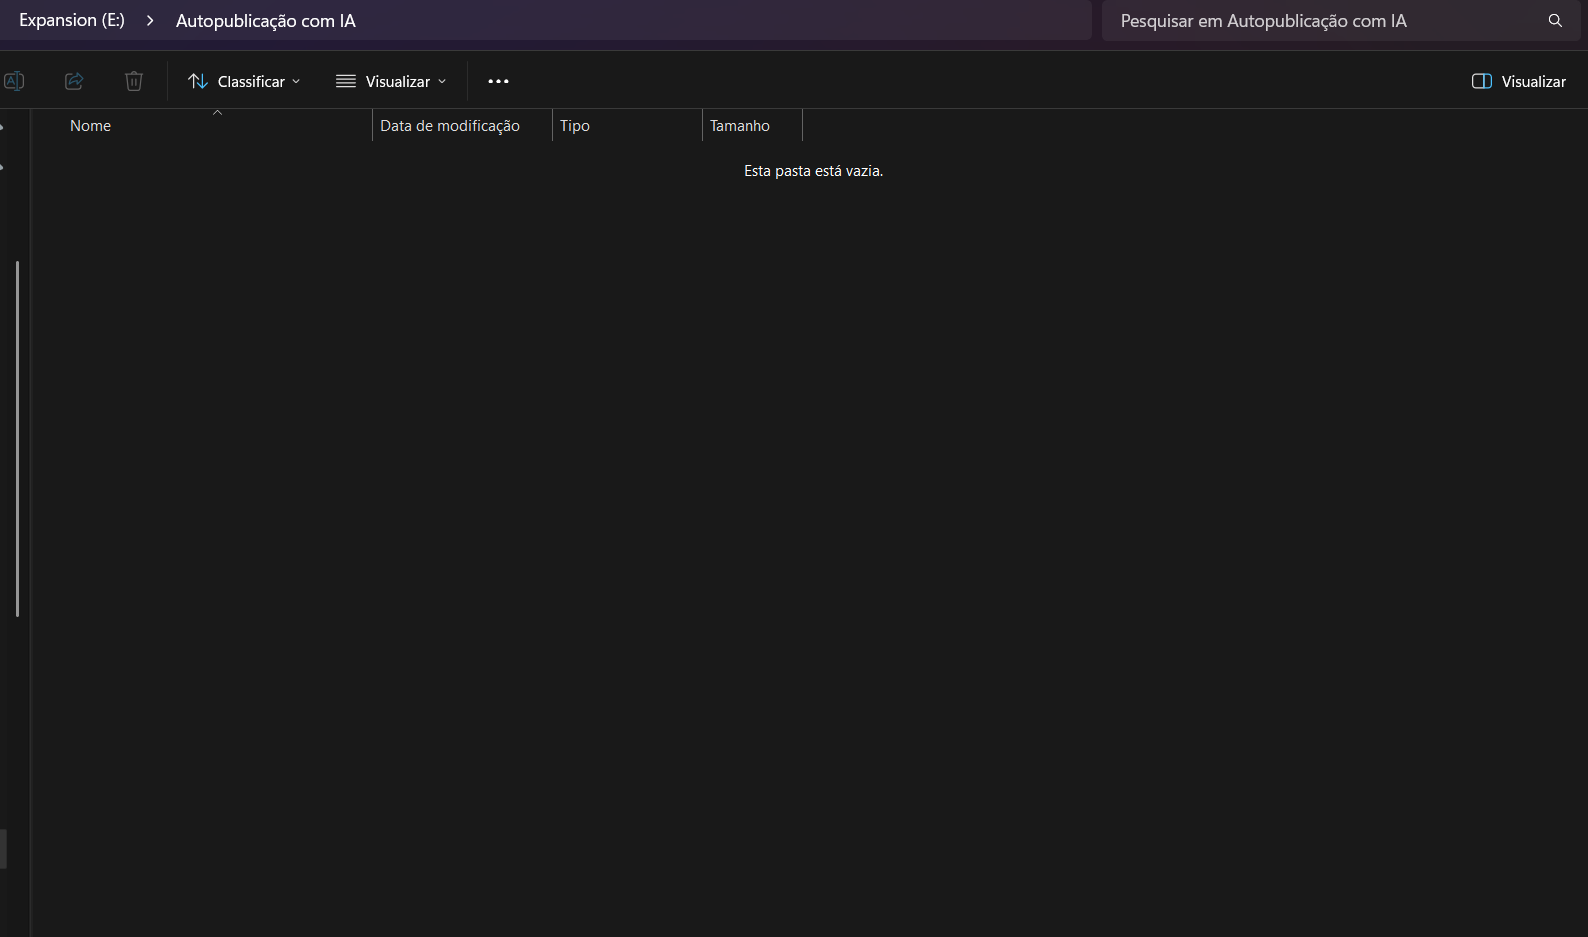 Expansion (E:) > Autopublicação com IA
Pesquisar em Autopublicação com IA
Classificar
Visualizar
Visualizar
Nome
Data de modificação
Tipo
Tamanho
Esta pasta está vazia.